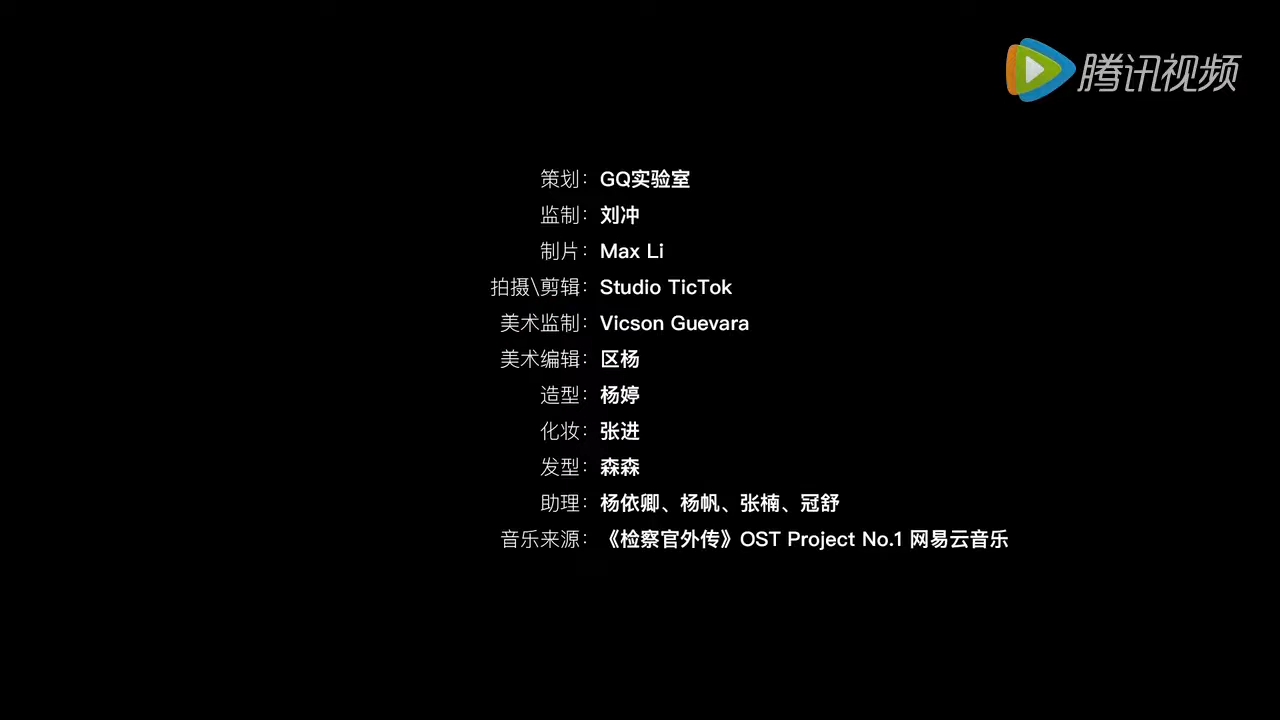 腾讯视频
策划：GQ实验室
监制：刘冲
制片：Max Li
拍摄\剪辑：Studio TicTok
美术监制：Vicson Guevara
美术编辑：区杨
造型：杨婷
化妆：张进
发型：森森
助理：杨依卿、杨帆、张楠、冠舒
音乐来源：《检察官外传》OST Project No.1 网易云音乐